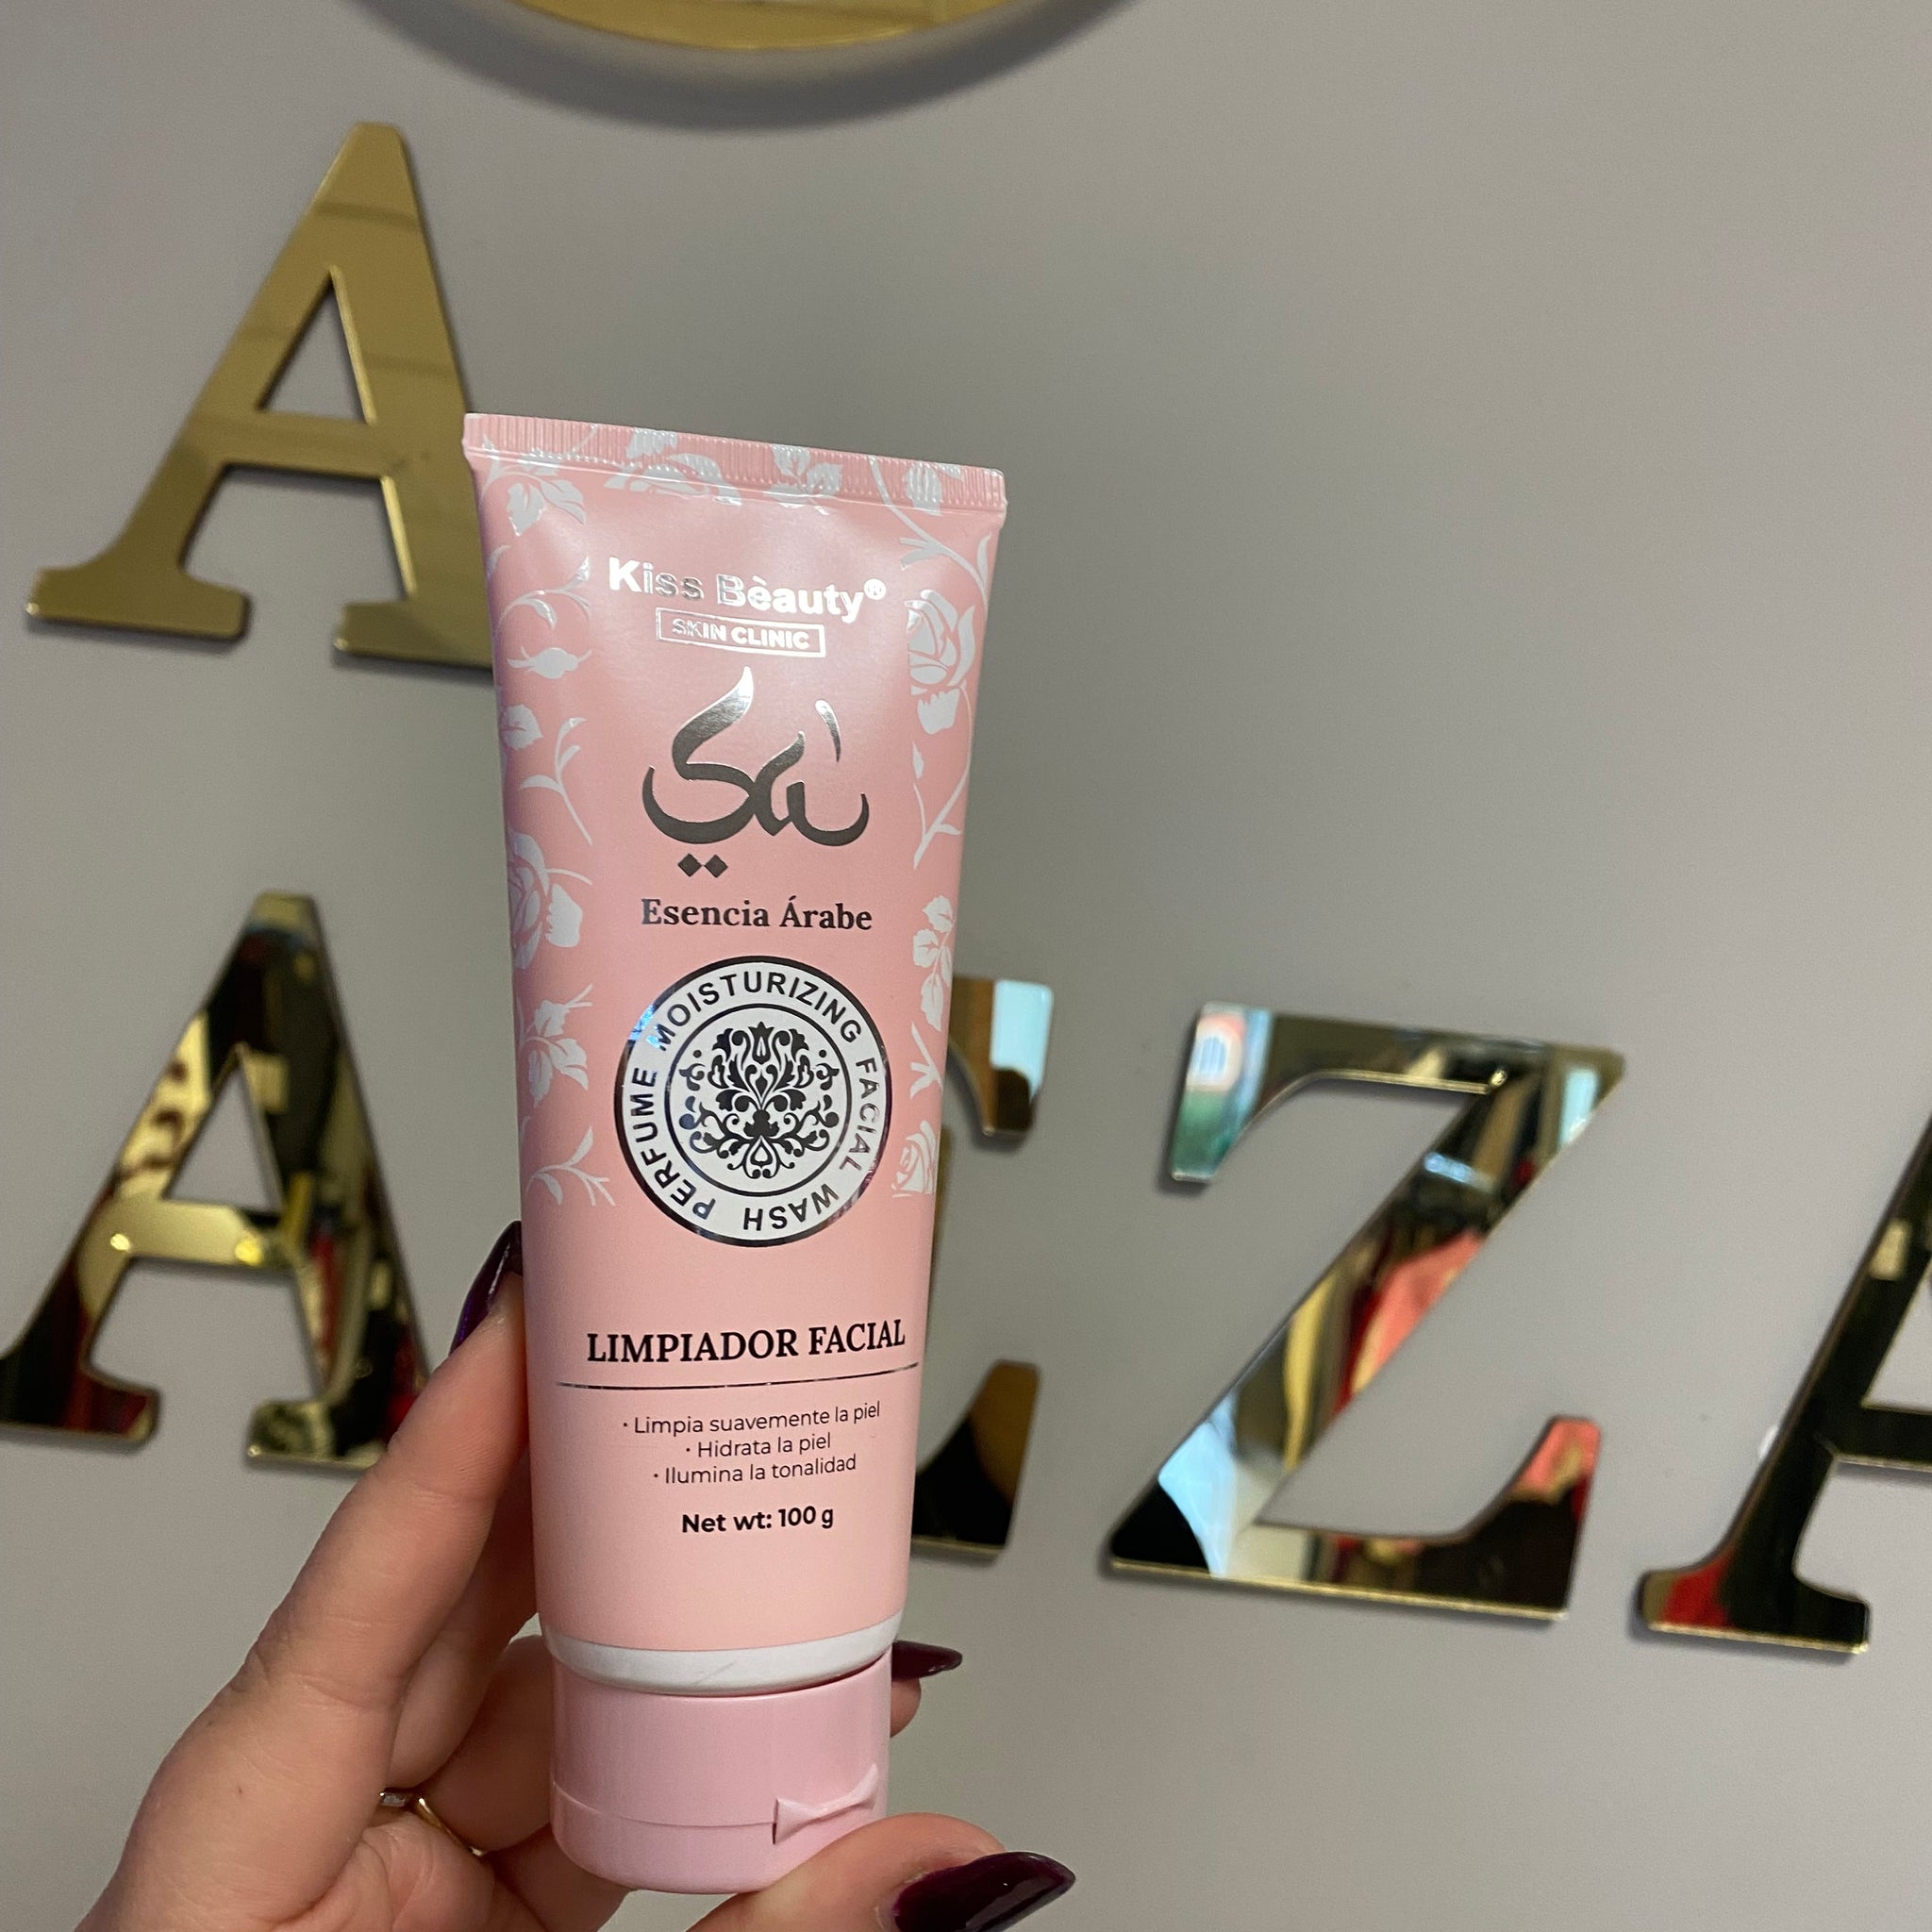 A
Kiss Bèauty®
SKIN CLINIC
Esencia Árabe
PERFUME MOISTURIZING FACIAL WASH
LIMPIADOR FACIAL
· Limpia suavemente la piel
· Hidrata la piel
· Ilumina la tonalidad
Net wt: 100 g
A Z A